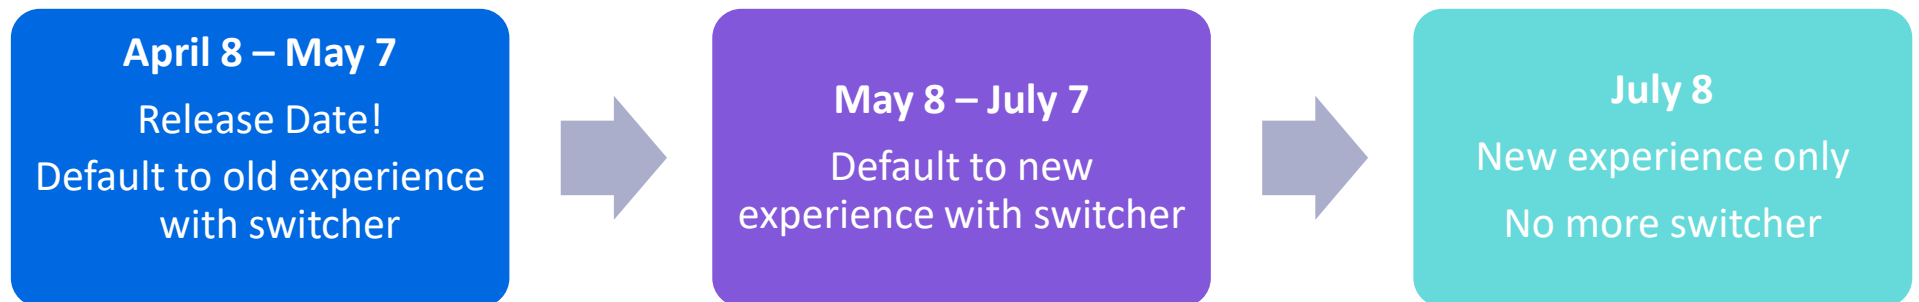 April 8 – May 7
Release Date!
Default to old experience
with switcher
May 8 – July 7
Default to new
experience with switcher
July 8
New experience only
No more switcher